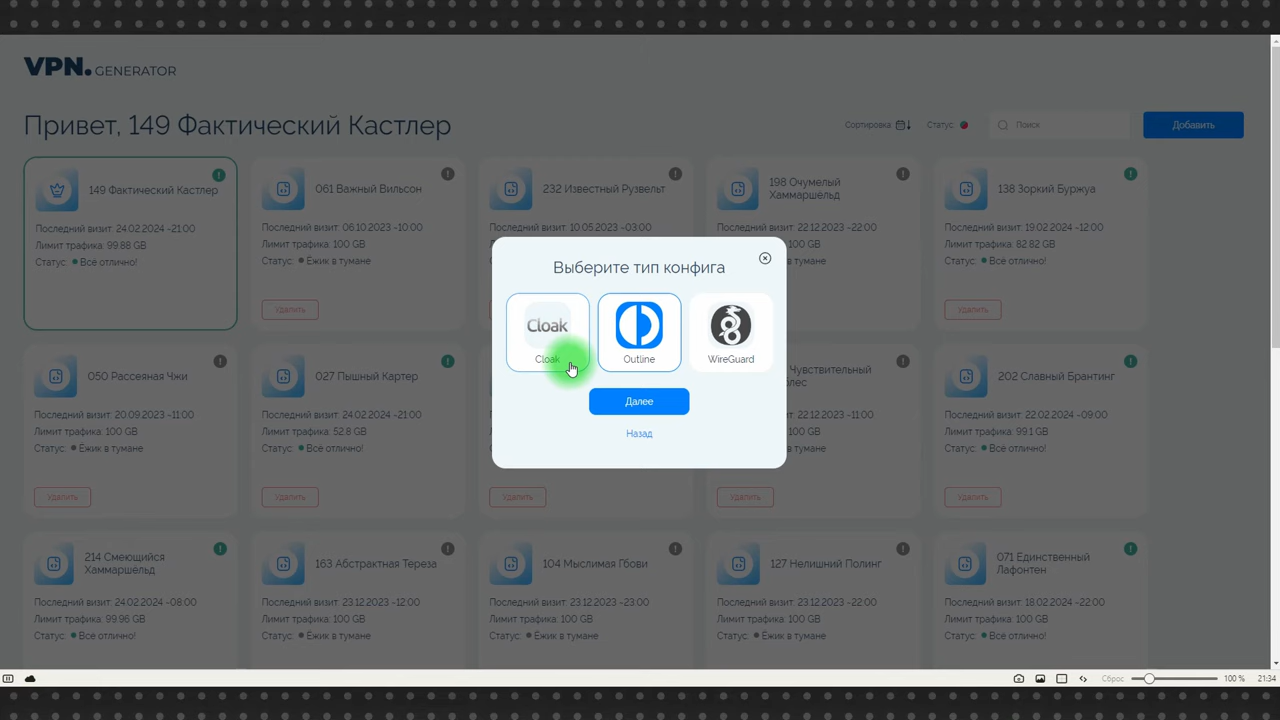 VPN. GENERATOR
Привет, 149 Фактический Кастлер
Сортировка:
Статус:
Поиск
Добавить
149 Фактический Кастлер
Последний визит: 24.02.2024 -21:00
Лимит трафика: 99.88 GB
Статус: Всё отлично!
061 Важный Вильсон
Последний визит: 06.10.2023 -10:00
Лимит трафика: 100 GB
Статус: Ёжик в тумане
Удалить
232 Известный Рузвельт
Последний визит: 10.05.2023 -03:00
198 Очумелый
Хаммаршёльд
Последний визит: 22.12.2023 -22:00
100 GB
Ёжик в тумане
138 Зоркий Буржуа
Последний визит: 19.02.2024 -12:00
Лимит трафика: 82.82 GB
Статус: Всё отлично!
Удалить
Выберите тип конфига
Cloak
Cloak
Outline
WireGuard
Далее
Назад
050 Рассеяная Чжи
Последний визит: 20.09.2023 -11:00
Лимит трафика: 100 GB
Статус: Ёжик в тумане
Удалить
027 Пышный Картер
Последний визит: 24.02.2024 -21:00
Лимит трафика: 52.8 GB
Статус: Всё отлично!
Удалить
Удалить
Чувствительный
22.12.2023 -11:00
100 GB
Ёжик в тумане
Удалить
202 Славный Брантинг
Последний визит: 22.02.2024 -09:00
Лимит трафика: 99.1 GB
Статус: Всё отлично!
Удалить
214 Смеющийся
Хаммаршёльд
Последний визит: 24.02.2024 -08:00
Лимит трафика: 99.96 GB
Статус: Всё отлично!
163 Абстрактная Тереза
Последний визит: 23.12.2023 -12:00
Лимит трафика: 100 GB
Статус: Ёжик в тумане
104 Мыслимая Гбови
Последний визит: 23.12.2023 -23:00
Лимит трафика: 100 GB
Статус: Ёжик в тумане
127 Нелишний Полинг
Последний визит: 23.12.2023 -22:00
Лимит трафика: 100 GB
Статус: Ёжик в тумане
071 Единственный
Лафонтен
Последний визит: 18.02.2024 -22:00
Лимит трафика: 100 GB
Статус: Всё отлично!
Сброс
100 %
21:34